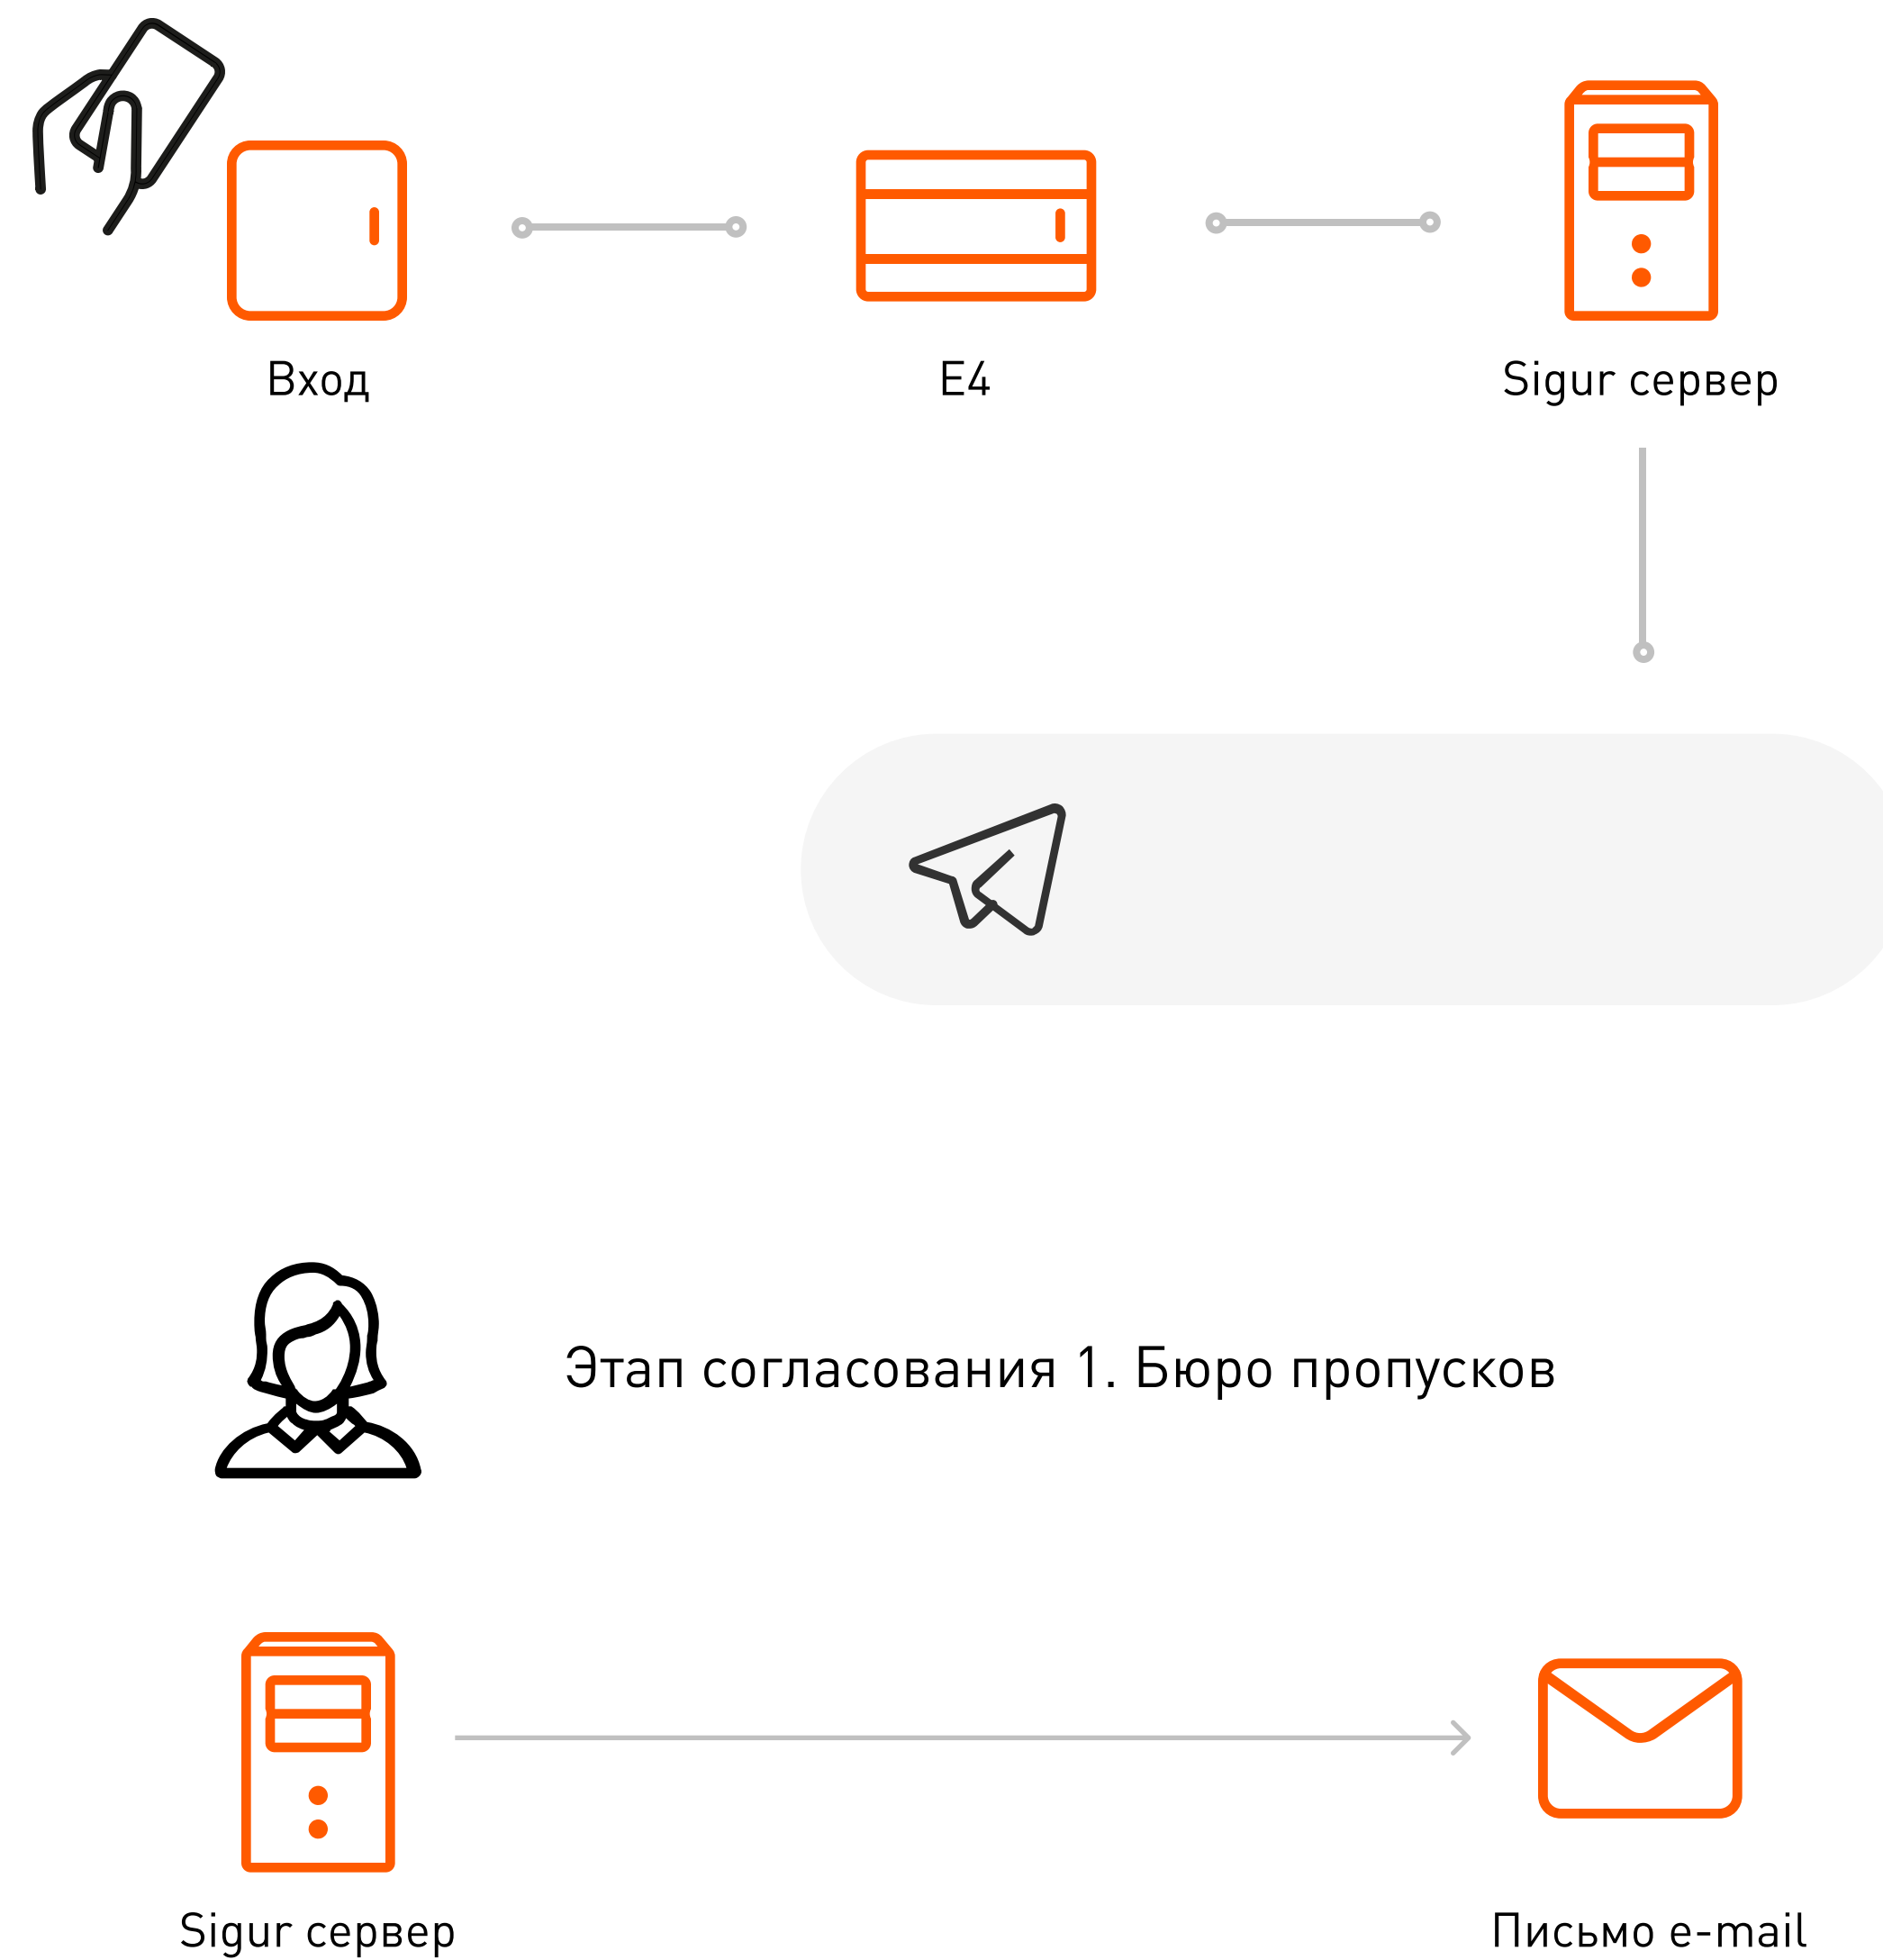 Вход
E4
Sigur сервер
Этап согласования 1. Бюро пропусков
Sigur сервер
Письмо e-mail